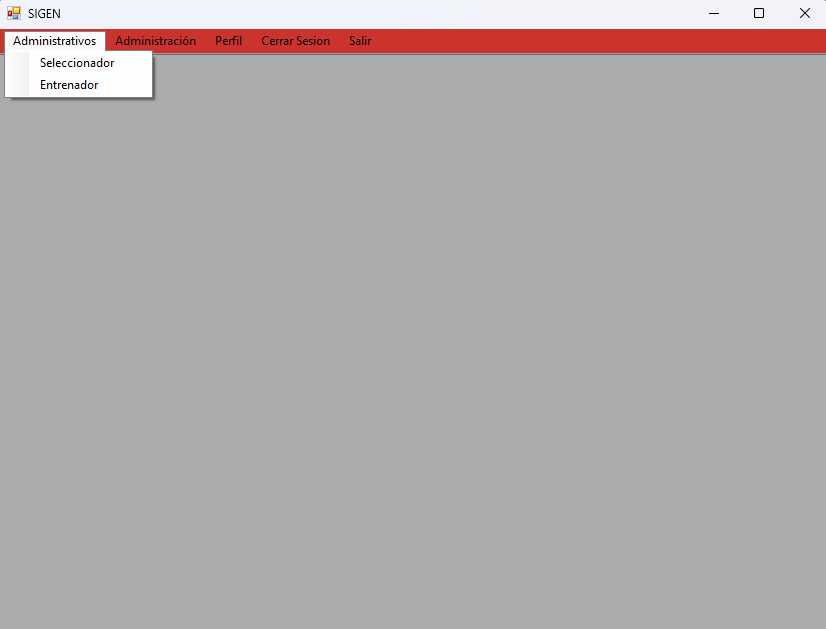 SIGEN
Administrativos Administración Perfil Cerrar Sesion Salir
Seleccionador
Entrenador